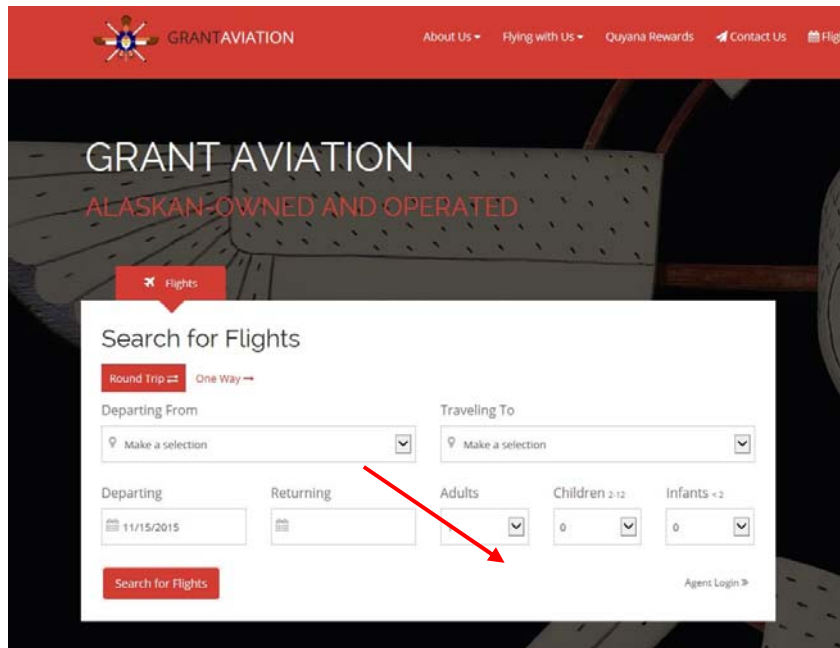 GRANTAVIATION
About Us
Flying with Us
Quyana Rewards
Contact Us
GRANT AVIATION
ALASKAN-OWNED AND OPERATED
Flights
Search for Flights
Round Trip
One Way
Departing From
Traveling To
Make a selection
Make a selection
Departing
Returning
Adults
Children 2-12
Infants < 2
11/15/2015
0
0
Search for Flights
Agent Login »